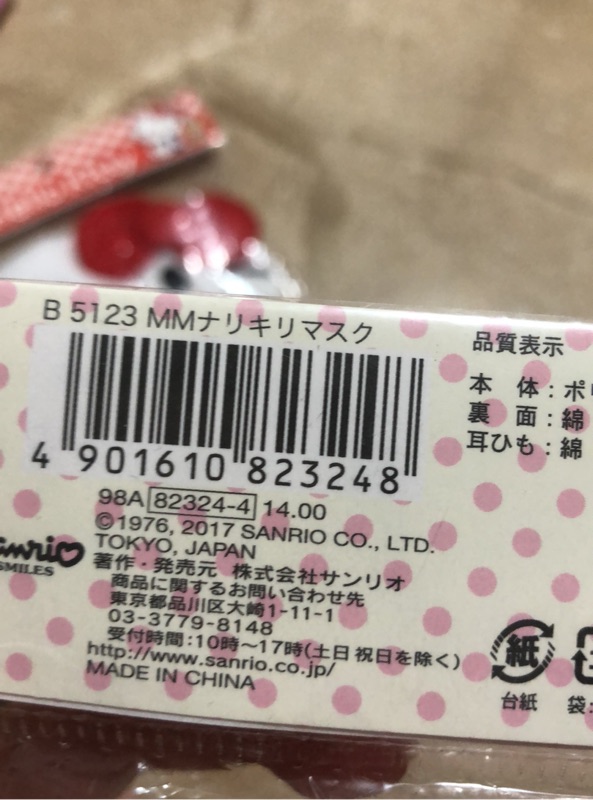 B 5123 MMナリキリマスク
4 901610 823248
98A 82324-4 14.00
©1976, 2017 SANRIO CO., LTD.
TOKYO, JAPAN
著作・発売元 株式会社サンリオ
商品に関するお問い合わせ先
東京都品川区大崎1-11-1
03-3779-8148
受付時間:10時~17時(土日祝日を除く)
http://www.sanrio.co.jp/
MADE IN CHINA
SMILES
品質表示
本 体:ポリ
裏 面:綿
耳ひも:綿
紙
台紙
袋: